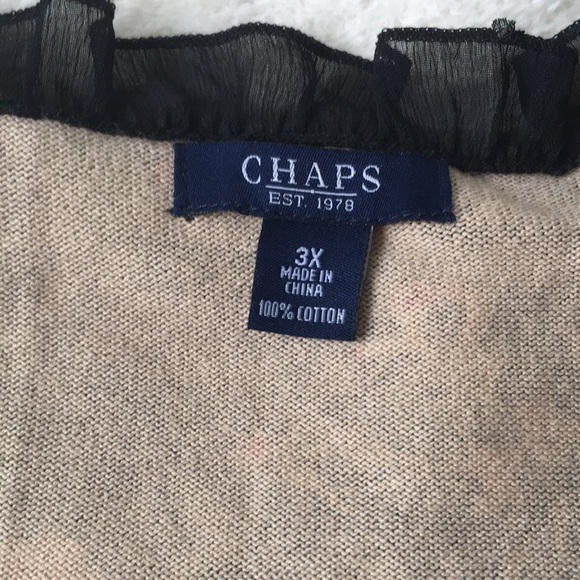 CHAPS
EST. 1978
3X
MADE IN
CHINA
100% COTTON